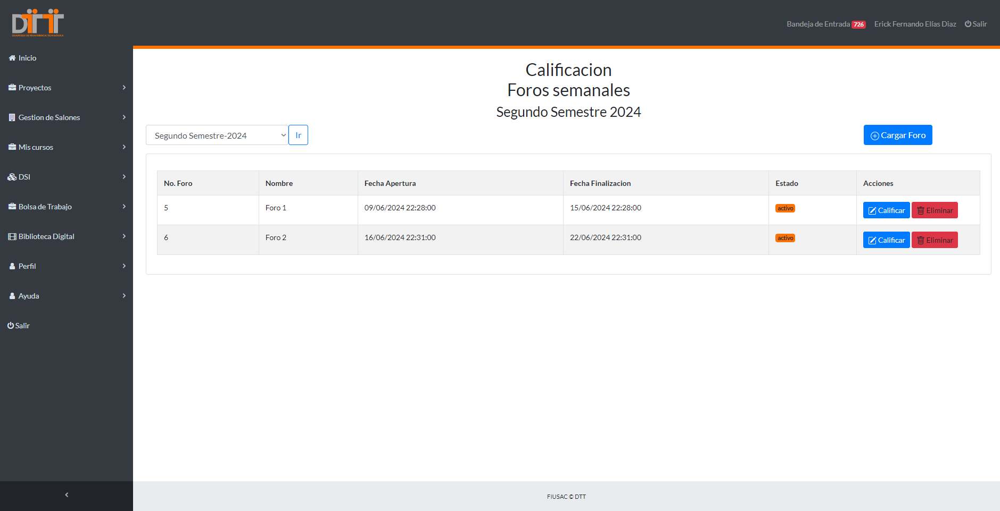 DTT
DESARROLLO DE TRANSFERENCIA TECNOLÓGICA
Bandeja de Entrada 726 Erick Fernando Elías Diaz Salir
Inicio
Proyectos
Gestion de Salones
Mis cursos
DSI
Bolsa de Trabajo
Biblioteca Digital
Perfil
Ayuda
Salir
Calificacion
Foros semanales
Segundo Semestre 2024
Segundo Semestre-2024 Ir Cargar Foro
No. Foro Nombre Fecha Apertura Fecha Finalizacion Estado Acciones
5 Foro 1 09/06/2024 22:28:00 15/06/2024 22:28:00 activo Calificar Eliminar
6 Foro 2 16/06/2024 22:31:00 22/06/2024 22:31:00 activo Calificar Eliminar
FIUSAC © DTT